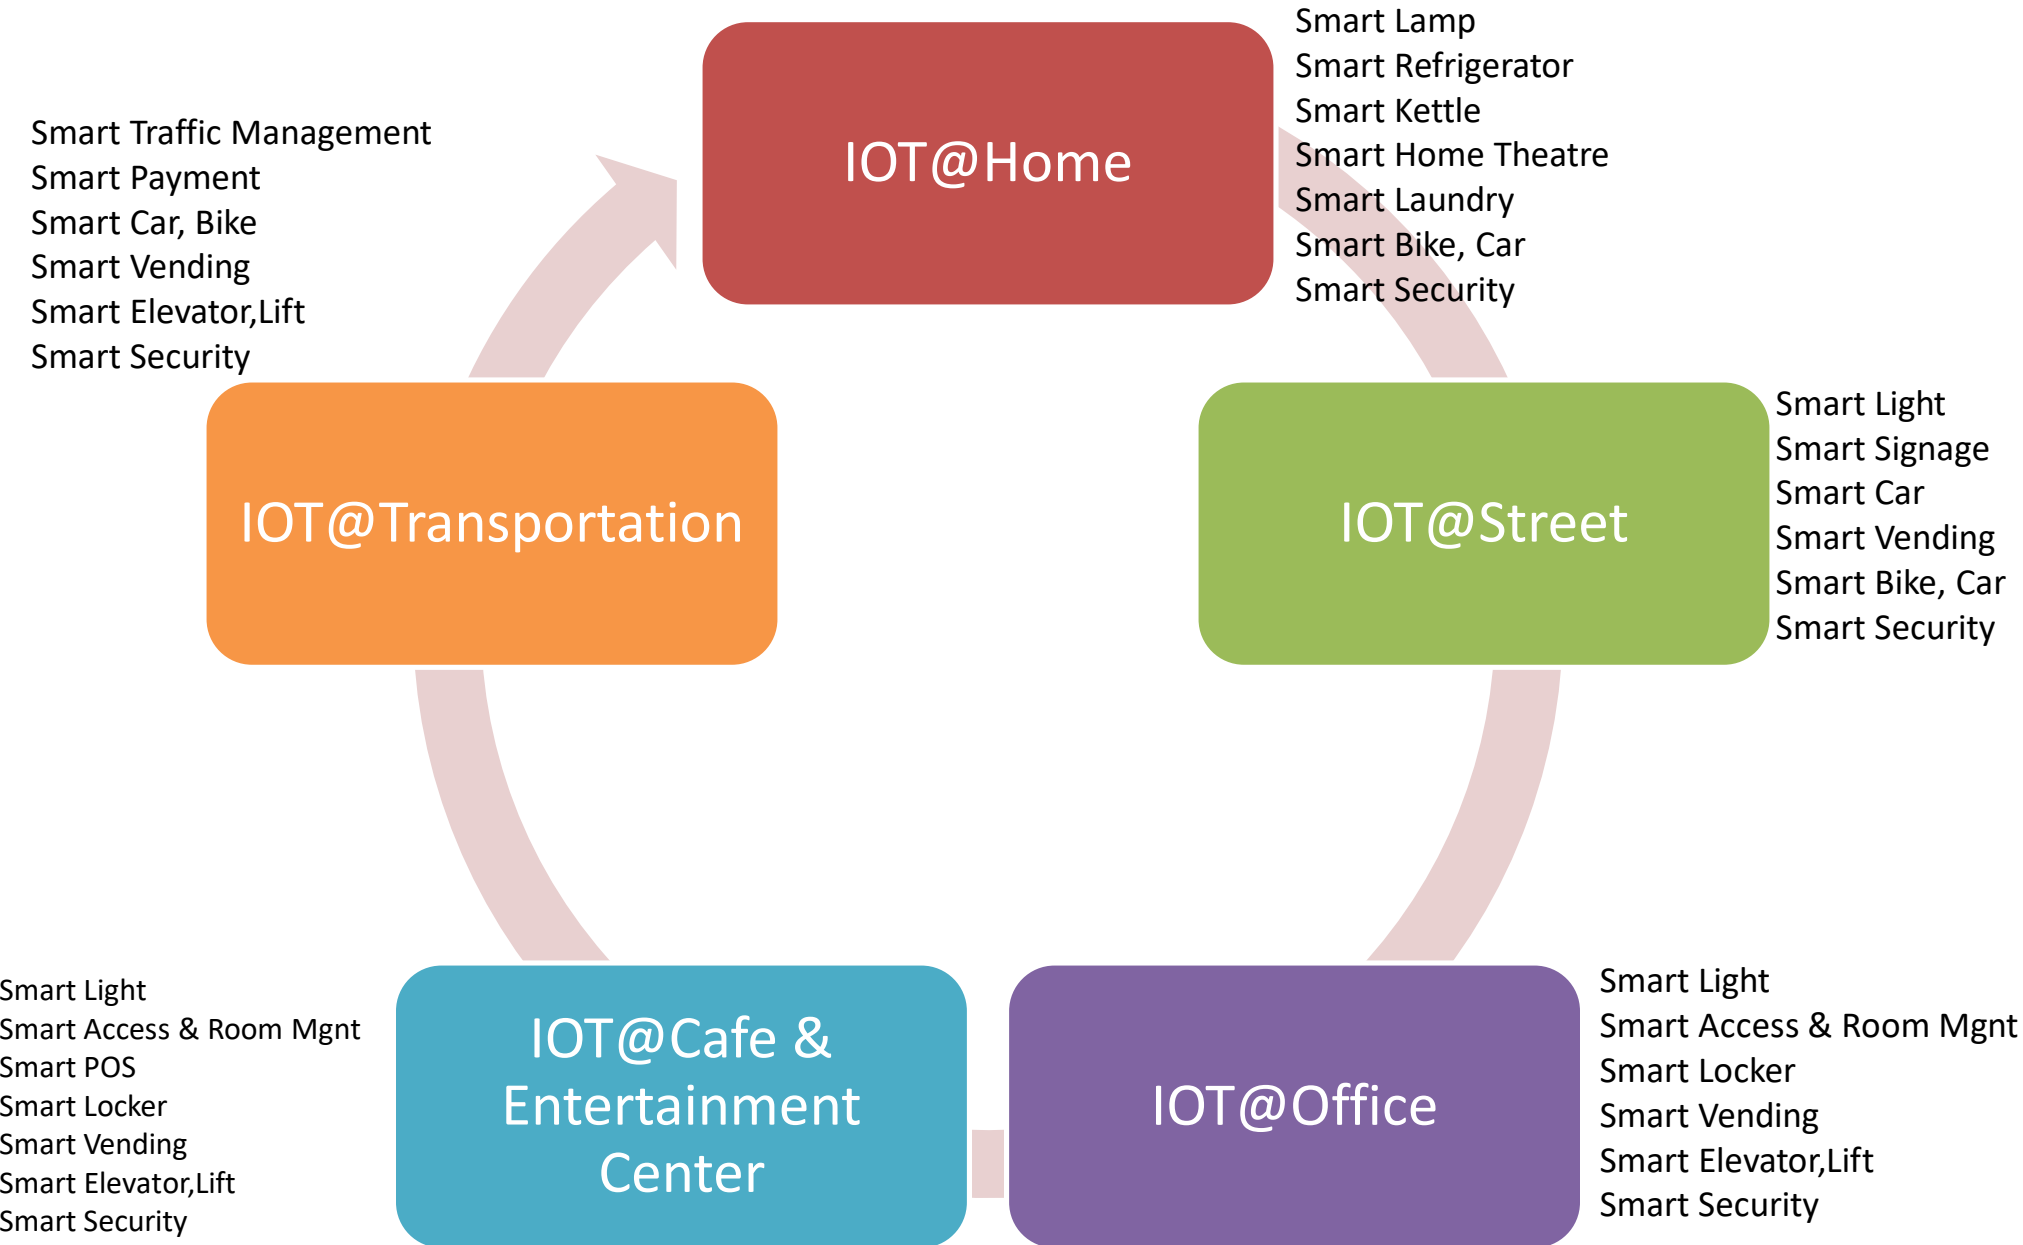 IOT@Home
Smart Lamp
Smart Refrigerator
Smart Kettle
Smart Home Theatre
Smart Laundry
Smart Bike, Car
Smart Security
IOT@Street
Smart Light
Smart Signage
Smart Car
Smart Vending
Smart Bike, Car
Smart Security
IOT@Office
Smart Light
Smart Access & Room Mgnt
Smart Locker
Smart Vending
Smart Elevator,Lift
Smart Security
IOT@Cafe &
Entertainment
Center
Smart Light
Smart Access & Room Mgnt
Smart POS
Smart Locker
Smart Vending
Smart Elevator,Lift
Smart Security
IOT@Transportation
Smart Traffic Management
Smart Payment
Smart Car, Bike
Smart Vending
Smart Elevator,Lift
Smart Security